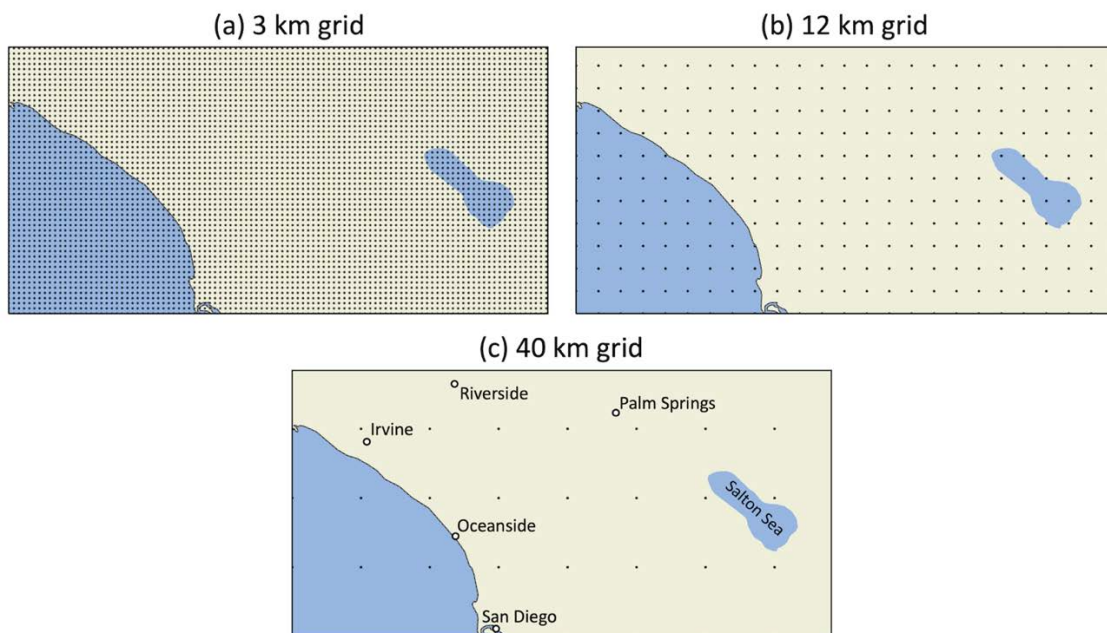 (a) 3 km grid
(b) 12 km grid
(c) 40 km grid
Riverside
Palm Springs
Irvine
Salton Sea
Oceanside
San Diego